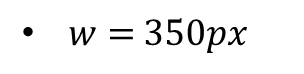 • w = 350px